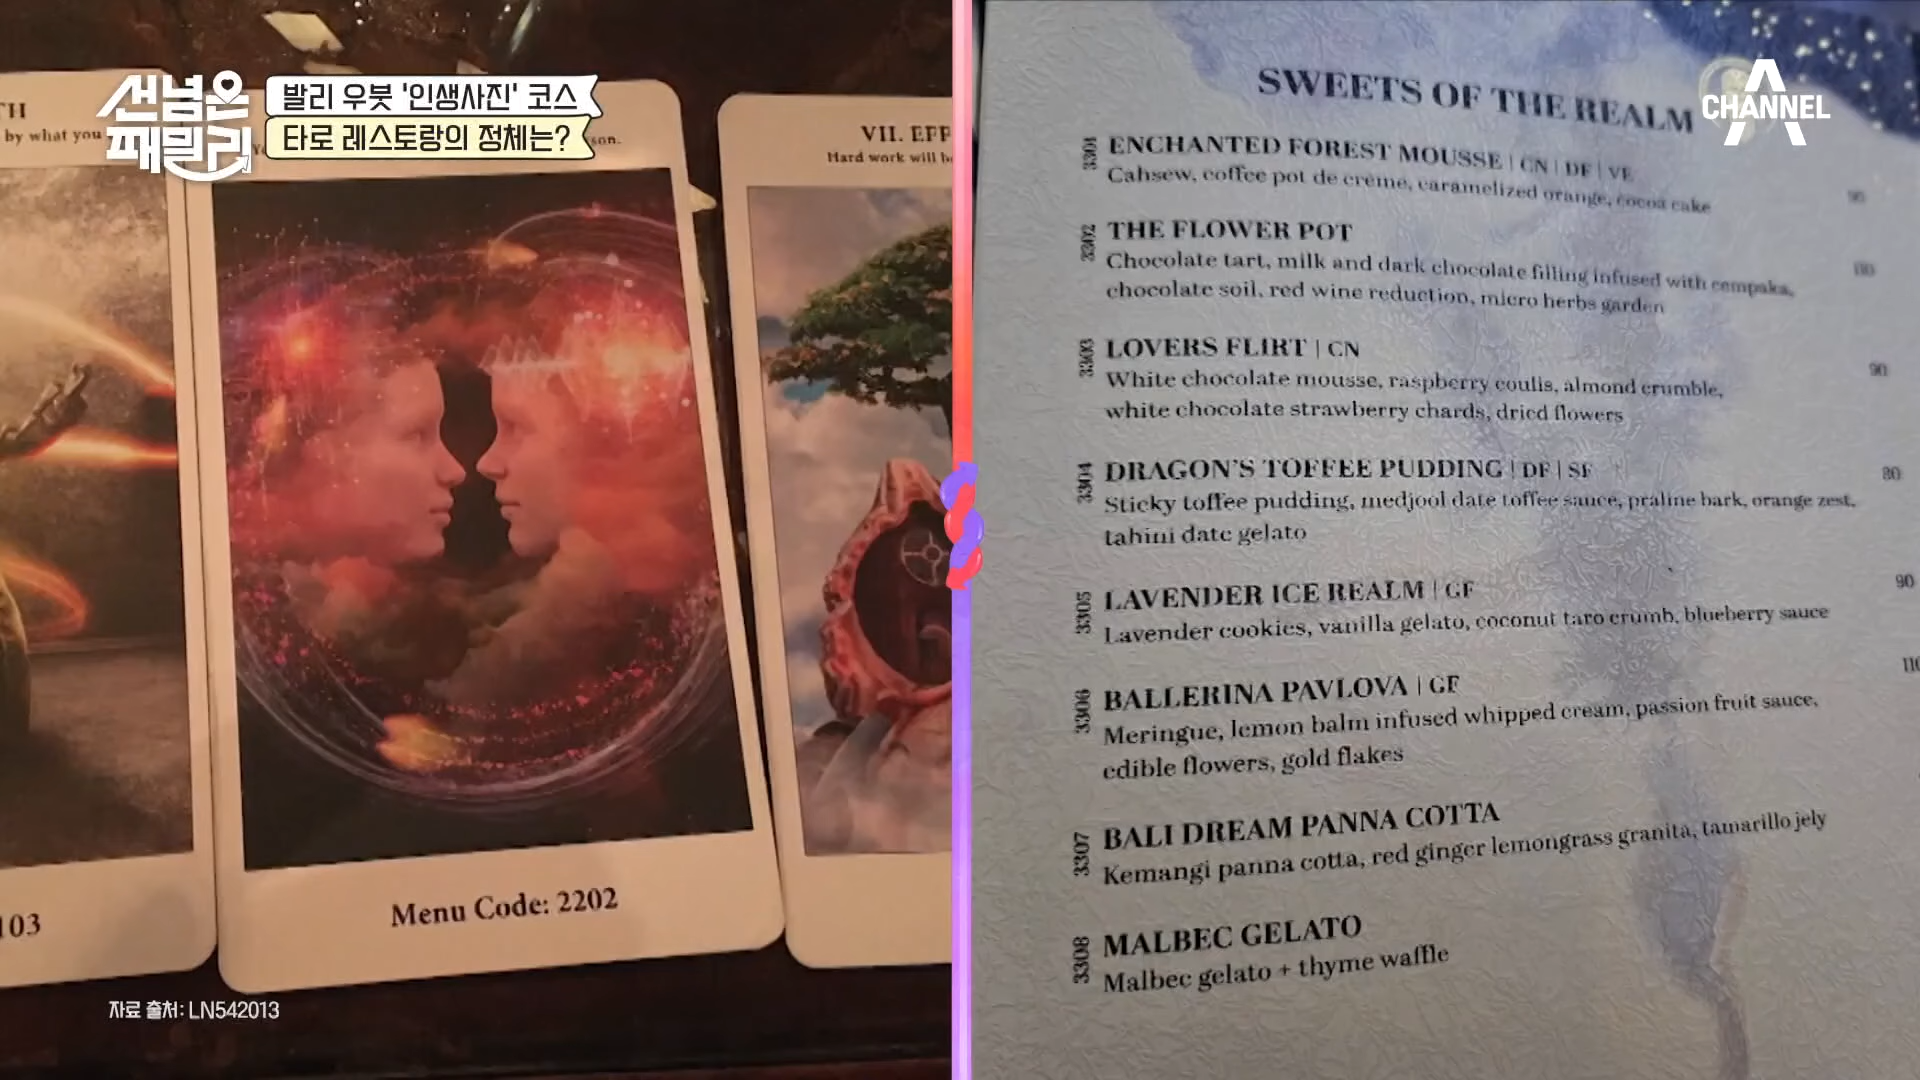 선넘은
패밀리
발리 우붓 '인생사진' 코스
타로 레스토랑의 정체는?
TH
by what you
son.
VII. EFF
Hard work will b
103
Menu Code: 2202
자료 출처: LN542013
CHANNEL A
SWEETS OF THE REALM
3301 ENCHANTED FOREST MOUSSE | CN | DF | VE
Cahsew, coffee pot de creme, caramelized orange, cocoa cake
90
3302 THE FLOWER POT
Chocolate tart, milk and dark chocolate filling infused with cempaka,
110
chocolate soil, red wine reduction, micro herbs garden
3303 LOVERS FLIRT | CN
White chocolate mousse, raspberry coulis, almond crumble,
90
white chocolate strawberry chards, dried flowers
3304 DRAGON'S TOFFEE PUDDING | DF | SF
80
Sticky toffee pudding, medjool date toffee sauce, praline bark, orange zest,
tahini date gelato
3305 LAVENDER ICE REALM | GF
90
Lavender cookies, vanilla gelato, coconut taro crumb, blueberry sauce
3306 BALLERINA PAVLOVA | GF
110
Meringue, lemon balm infused whipped cream, passion fruit sauce,
edible flowers, gold flakes
3307 BALI DREAM PANNA COTTA
Kemangi panna cotta, red ginger lemongrass granita, tamarillo jely
3308 MALBEC GELATO
Malbec gelato + thyme waffle